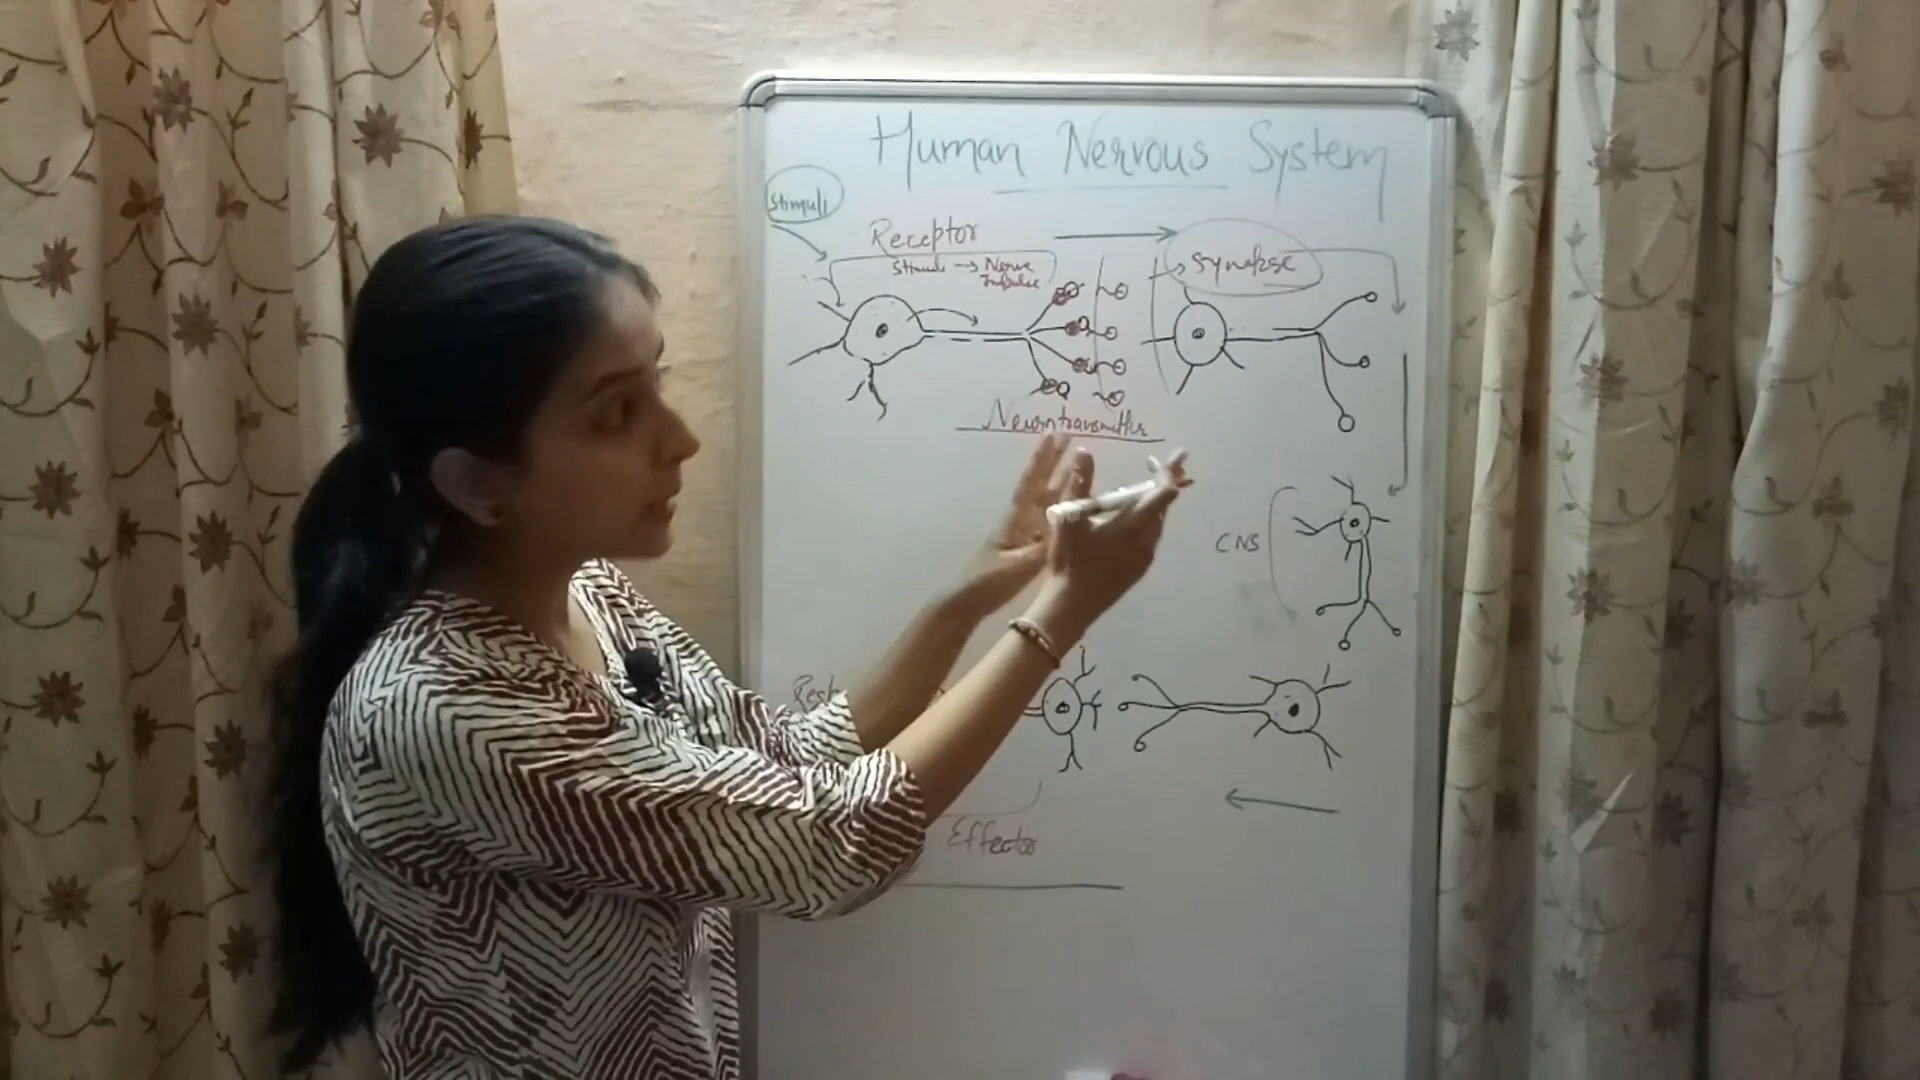 Human Nervous System
Stimuli
Receptor
Synapse
Stimuli → Nerve
Impulse
Neurotransmitter
CNS
Effector